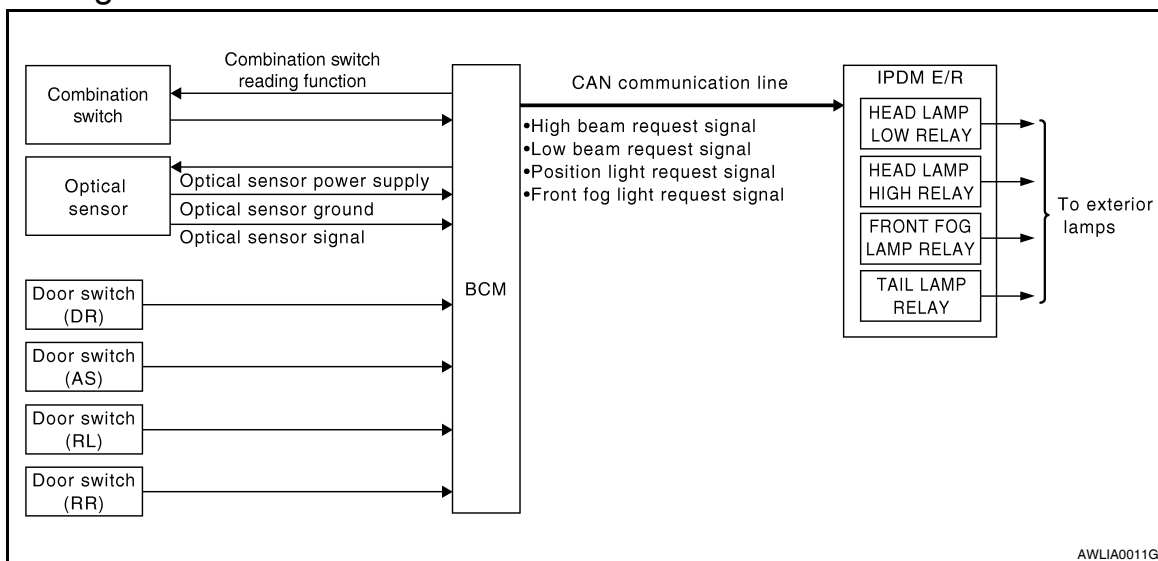 Combination switch
reading function
Combination
switch
Optical
sensor
Optical sensor power supply
Optical sensor ground
Optical sensor signal
Door switch
(DR)
Door switch
(AS)
Door switch
(RL)
Door switch
(RR)
BCM
CAN communication line
•High beam request signal
•Low beam request signal
•Position light request signal
•Front fog light request signal
IPDM E/R
HEAD LAMP
LOW RELAY
HEAD LAMP
HIGH RELAY
FRONT FOG
LAMP RELAY
TAIL LAMP
RELAY
To exterior
lamps
AWLIA0011G